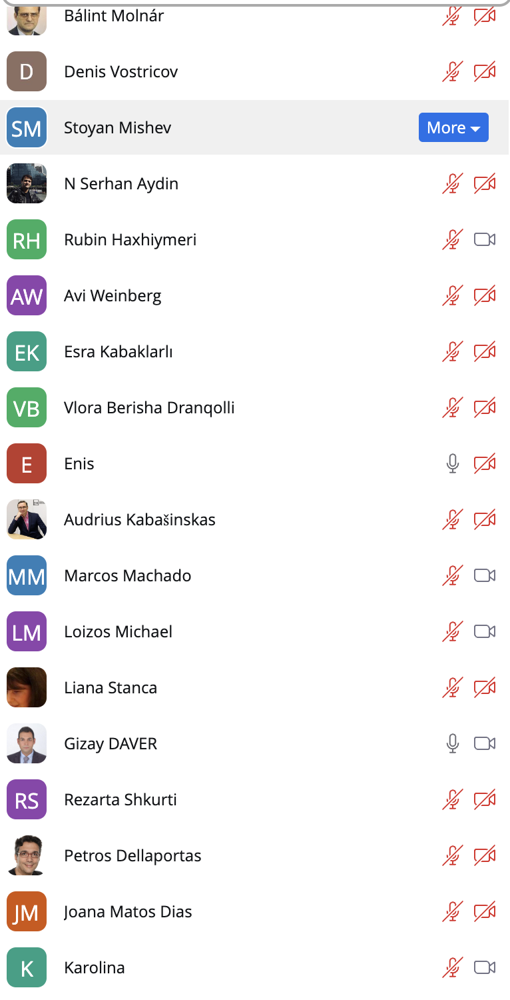 Bálint Molnár
D Denis Vostricov
SM Stoyan Mishev More
N Serhan Aydin
RH Rubin Haxhiymeri
AW Avi Weinberg
EK Esra Kabaklarlı
VB Vlora Berisha Dranqolli
E Enis
Audrius Kabašinskas
MM Marcos Machado
LM Loizos Michael
Liana Stanca
Gizay DAVER
RS Rezarta Shkurti
Petros Dellaportas
JM Joana Matos Dias
K Karolina